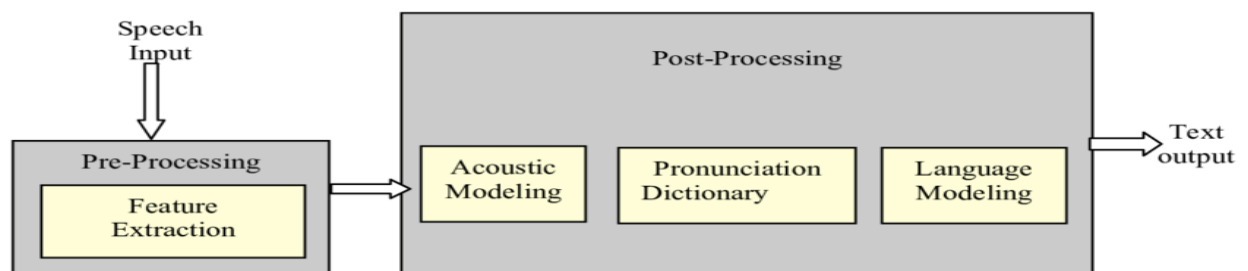 Speech
Input
Pre-Processing
Feature
Extraction
Post-Processing
Acoustic
Modeling
Pronunciation
Dictionary
Language
Modeling
Text
output